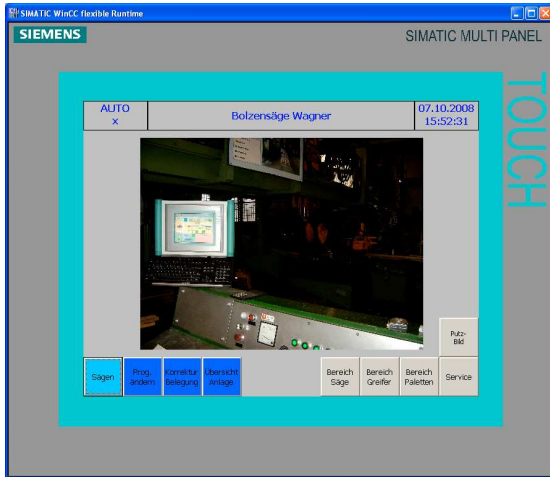 SIMATIC WinCC flexible Runtime
SIEMENS
SIMATIC MULTI PANEL
TOUCH
AUTO
x
Bolzensäge Wagner
07.10.2008
15:52:31
Putz-
Bild
Sägen
Prog.
ändern
Korrektur
Belegung
Übersicht
Anlage
Bereich
Säge
Bereich
Greifer
Bereich
Paletten
Service